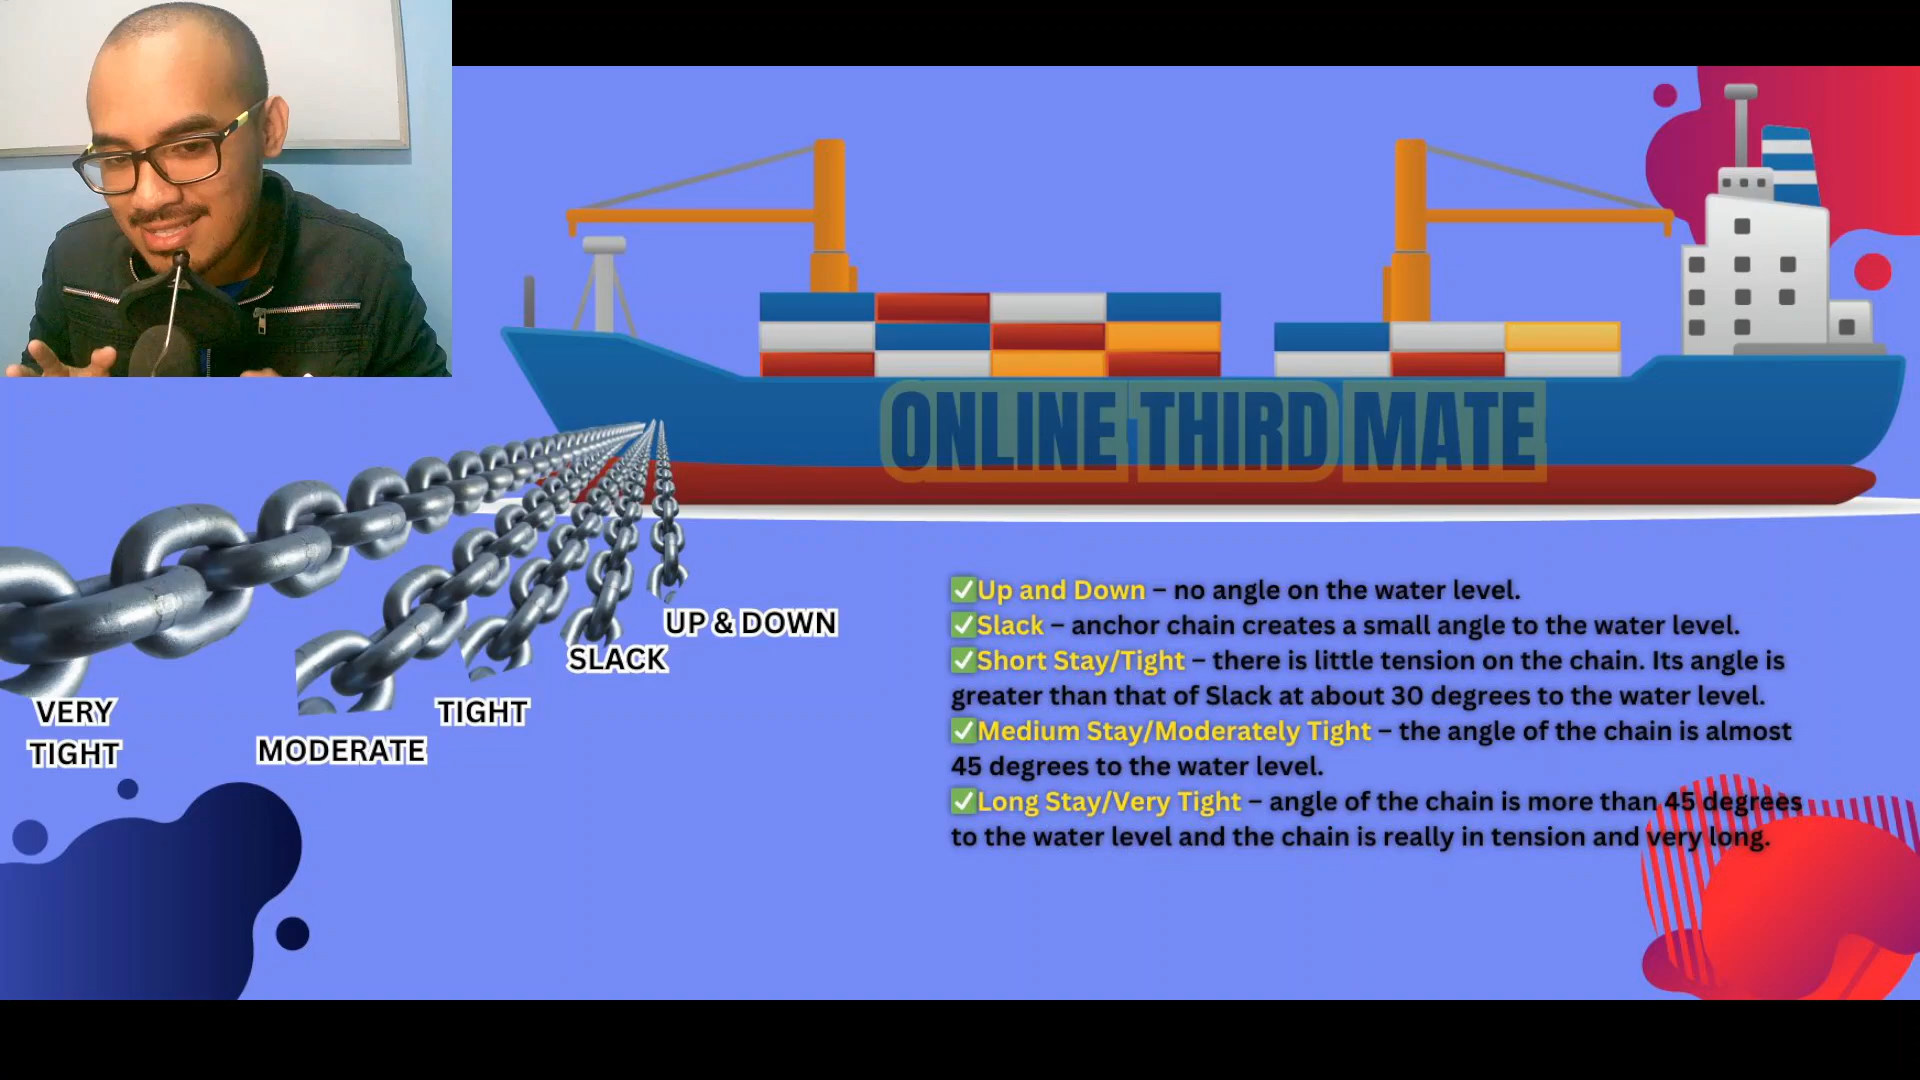 ONLINE THIRD MATE
UP & DOWN
SLACK
TIGHT
MODERATE
VERY
TIGHT
✅Up and Down – no angle on the water level.
✅Slack – anchor chain creates a small angle to the water level.
✅Short Stay/Tight – there is little tension on the chain. Its angle is
greater than that of Slack at about 30 degrees to the water level.
✅Medium Stay/Moderately Tight – the angle of the chain is almost
45 degrees to the water level.
✅Long Stay/Very Tight – angle of the chain is more than 45 degrees
to the water level and the chain is really in tension and very long.